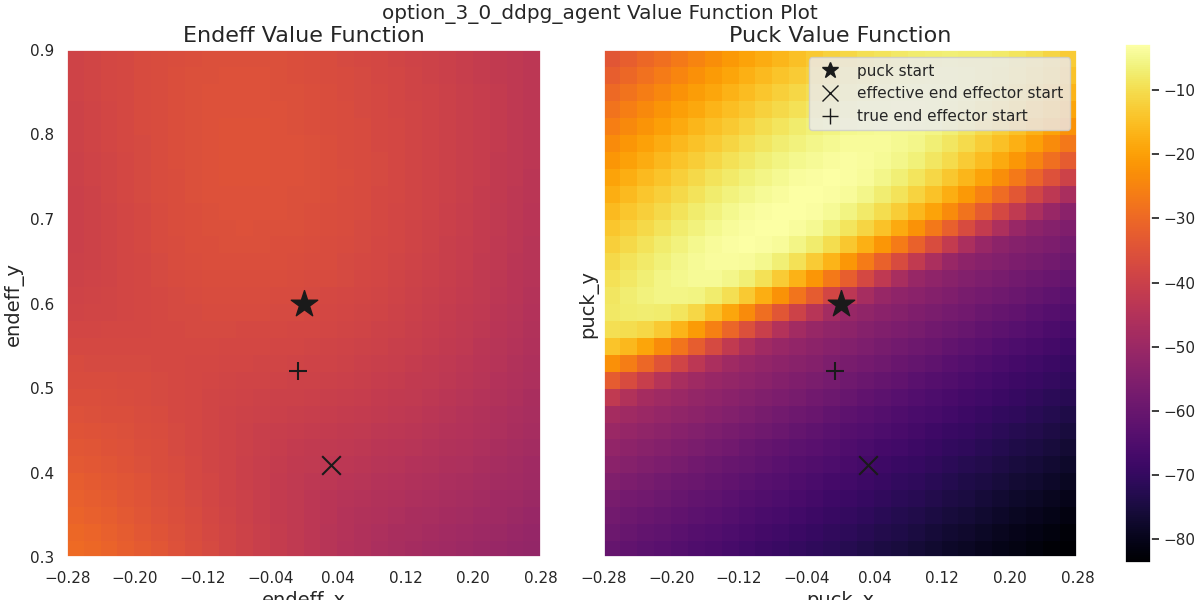 option_3_0_ddpg_agent Value Function Plot
Endeff Value Function
Puck Value Function
endeff_y
0.9
0.8
0.7
0.6
0.5
0.4
0.3
−0.28 −0.20 −0.12 −0.04 0.04 0.12 0.20 0.28
endeff_x
puck_y
puck start
effective end effector start
true end effector start
−0.28 −0.20 −0.12 −0.04 0.04 0.12 0.20 0.28
puck_x
−10
−20
−30
−40
−50
−60
−70
−80